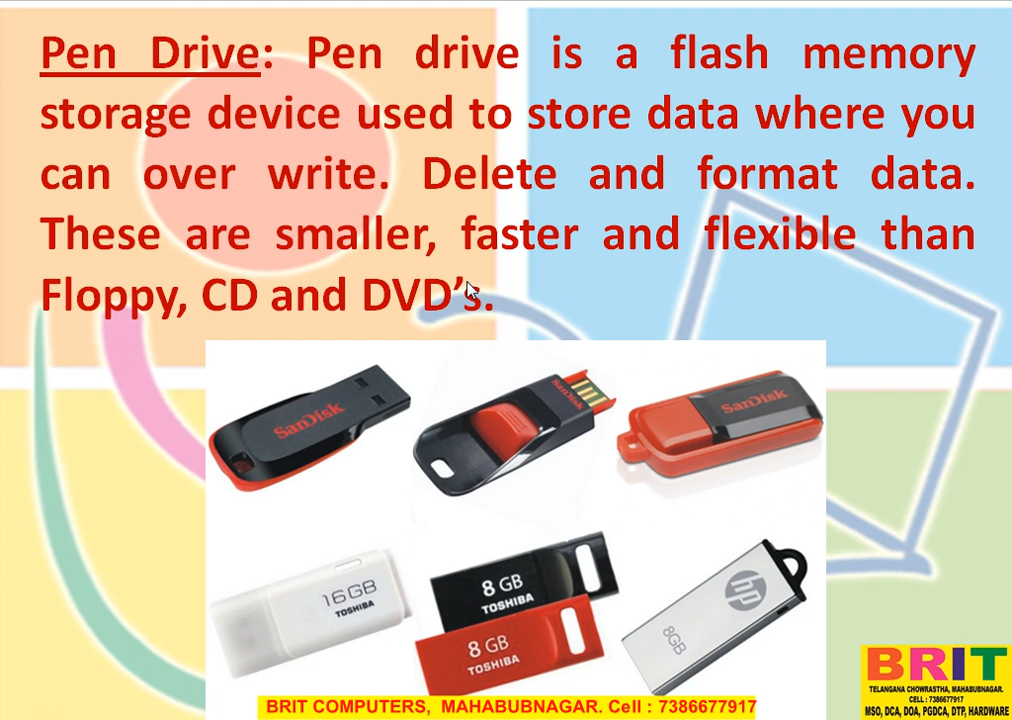 Pen Drive: Pen drive is a flash memory
storage device used to store data where you
can over write. Delete and format data.
These are smaller, faster and flexible than
Floppy, CD and DVD’s.
SanDisk
SanDisk
SanDisk
16GB
TOSHIBA
8 GB
TOSHIBA
8 GB
TOSHIBA
hp
8GB
BRIT
TELANGANA CHOWRASTHA, MAHABUBNAGAR.
CELL : 7386677917
MSO, DCA, DOA, PGDCA, DTP, HARDWARE
BRIT COMPUTERS, MAHABUBNAGAR. Cell : 7386677917